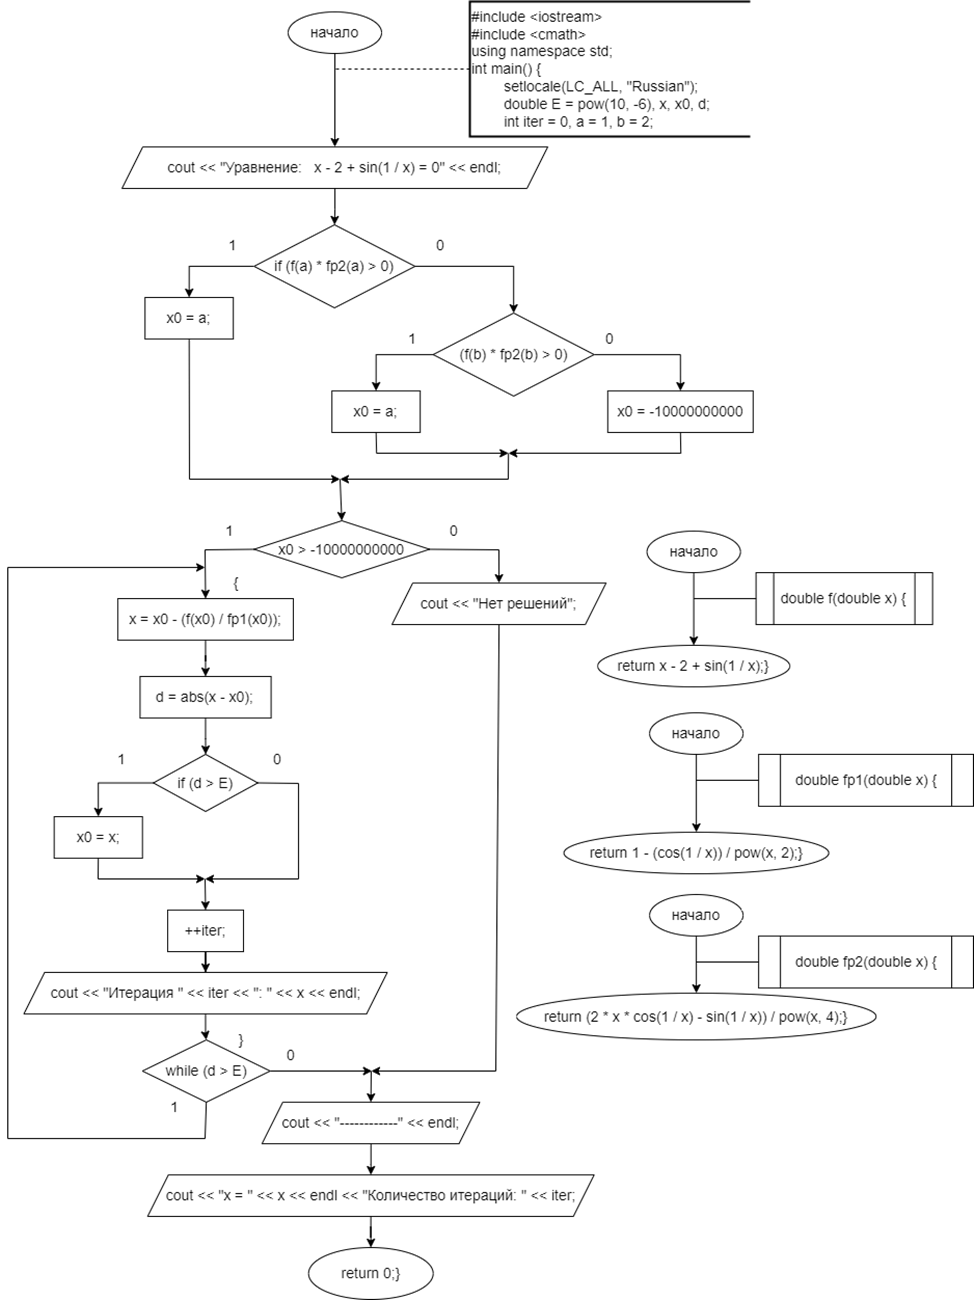 начало
#include <iostream>
#include <cmath>
using namespace std;
int main() {
setlocale(LC_ALL, "Russian");
double E = pow(10, -6), x, x0, d;
int iter = 0, a = 1, b = 2;
cout << "Уравнение:   x - 2 + sin(1 / x) = 0" << endl;
1
0
if (f(a) * fp2(a) > 0)
x0 = a;
1
0
(f(b) * fp2(b) > 0)
x0 = a;
x0 = -10000000000
1
0
x0 > -10000000000
{
cout << "Нет решений";
x = x0 - (f(x0) / fp1(x0));
d = abs(x - x0);
1
0
if (d > E)
x0 = x;
++iter;
cout << "Итерация " << iter << ": " << x << endl;
}
0
while (d > E)
1
cout << "------------" << endl;
cout << "x = " << x << endl << "Количество итераций: " << iter;
return 0;}
начало
double f(double x) {
return x - 2 + sin(1 / x);}
начало
double fp1(double x) {
return 1 - (cos(1 / x)) / pow(x, 2);}
начало
double fp2(double x) {
return (2 * x * cos(1 / x) - sin(1 / x)) / pow(x, 4);}